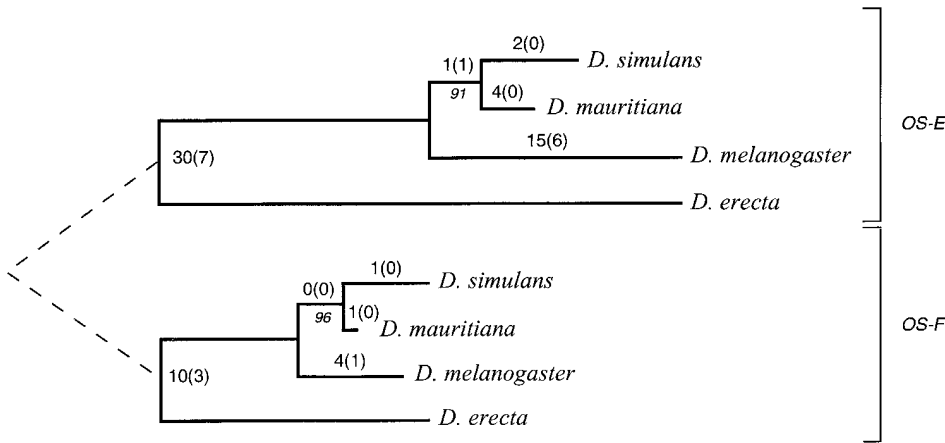 2(0)
D. simulans
1(1)
91
4(0)
D. mauritiana
OS-E
15(6)
D. melanogaster
30(7)
D. erecta
1(0)
D. simulans
0(0)
96
1(0)
D. mauritiana
OS-F
4(1)
D. melanogaster
10(3)
D. erecta